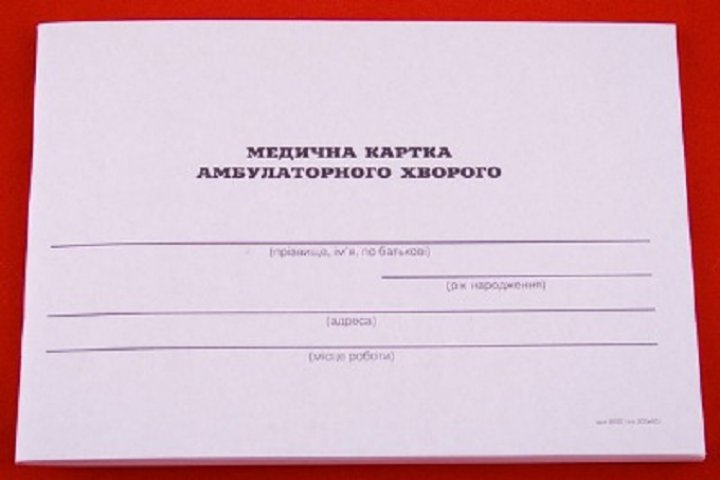 МЕДИЧНА КАРТКА
АМБУЛАТОРНОГО ХВОРОГО
(прізвище, ім'я, по батькові)
(рік народження)
(адреса)
(місце роботи)